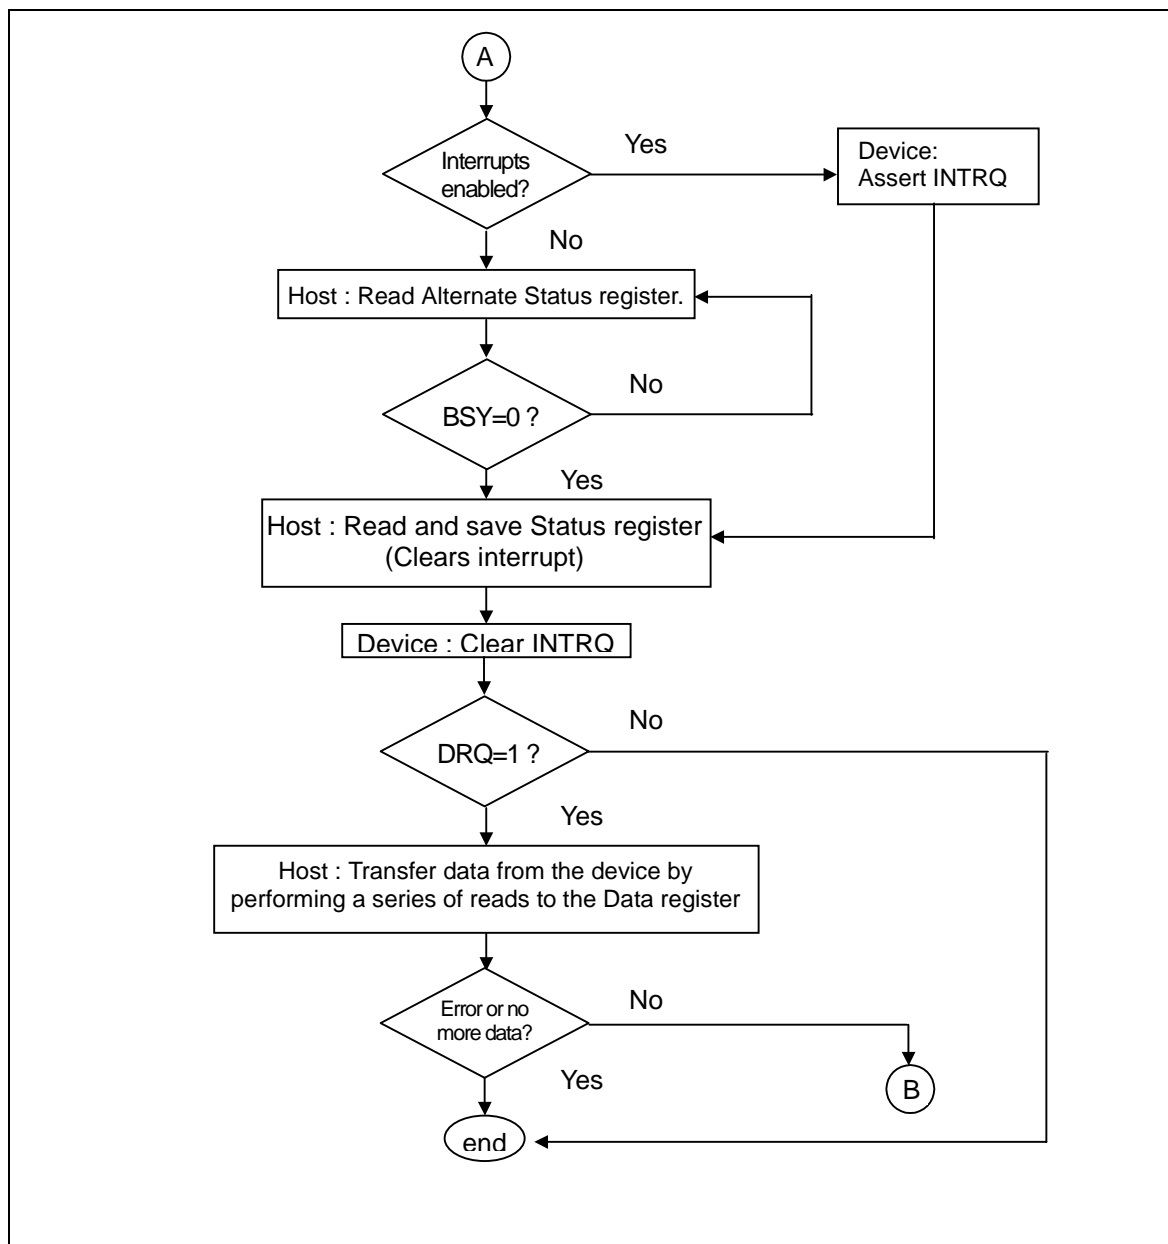 A
Interrupts
enabled?
Yes
Device:
Assert INTRQ
No
Host : Read Alternate Status register.
BSY=0 ?
No
Yes
Host : Read and save Status register
(Clears interrupt)
Device : Clear INTRQ
DRQ=1 ?
No
Yes
Host : Transfer data from the device by
performing a series of reads to the Data register
Error or no
more data?
No
Yes
B
end